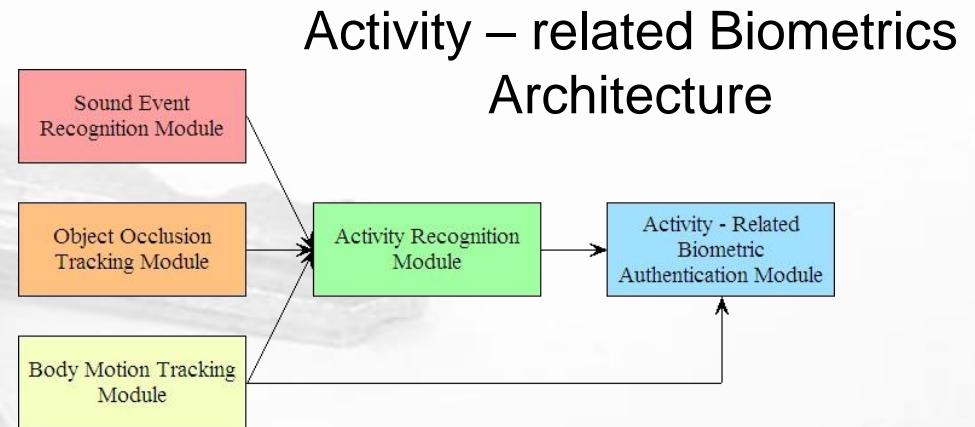 Activity – related Biometrics
Architecture
Sound Event
Recognition Module
Object Occlusion
Tracking Module
Activity Recognition
Module
Activity - Related
Biometric
Authentication Module
Body Motion Tracking
Module